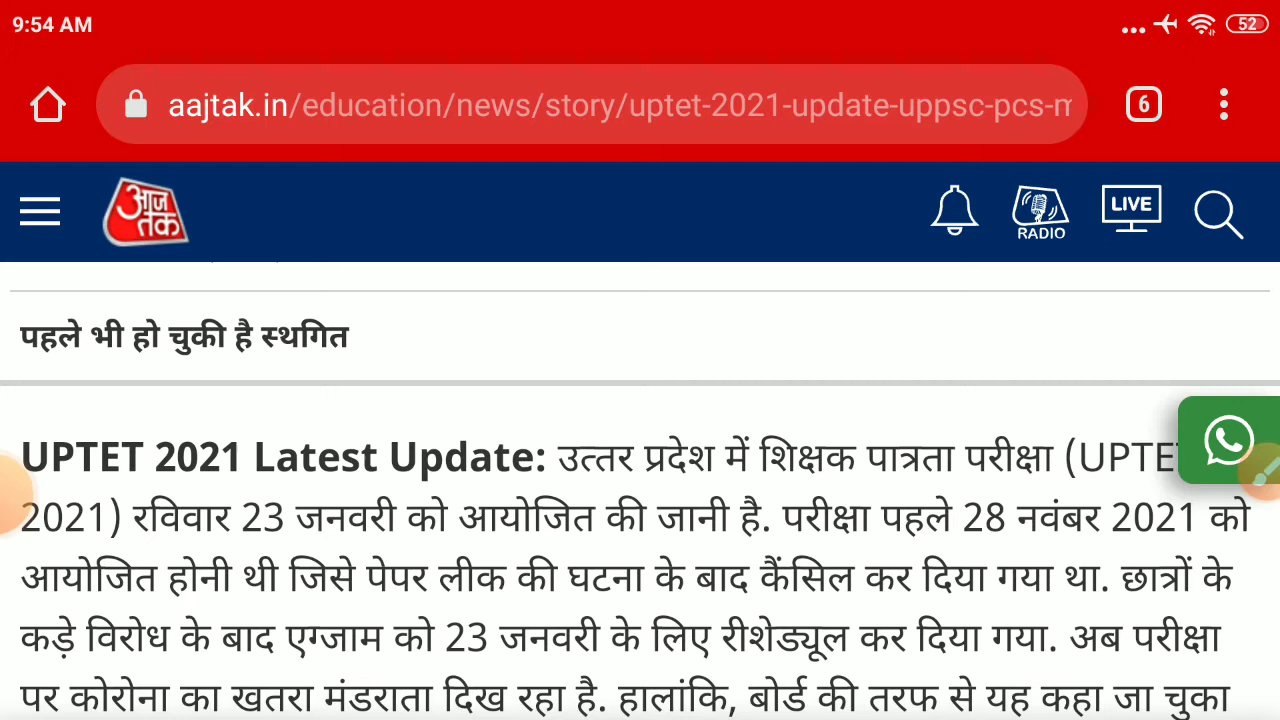 9:54 AM
52
aajtak.in/education/news/story/uptet-2021-update-uppsc-pcs-m
6
आज
तक
RADIO
LIVE
पहले भी हो चुकी है स्थगित
UPTET 2021 Latest Update: उत्तर प्रदेश में शिक्षक पात्रता परीक्षा (UPTE
2021) रविवार 23 जनवरी को आयोजित की जानी है. परीक्षा पहले 28 नवंबर 2021 को
आयोजित होनी थी जिसे पेपर लीक की घटना के बाद कैंसिल कर दिया गया था. छात्रों के
कड़े विरोध के बाद एग्जाम को 23 जनवरी के लिए रीशेड्यूल कर दिया गया. अब परीक्षा
पर कोरोना का खतरा मंडराता दिख रहा है. हालांकि, बोर्ड की तरफ से यह कहा जा चुका